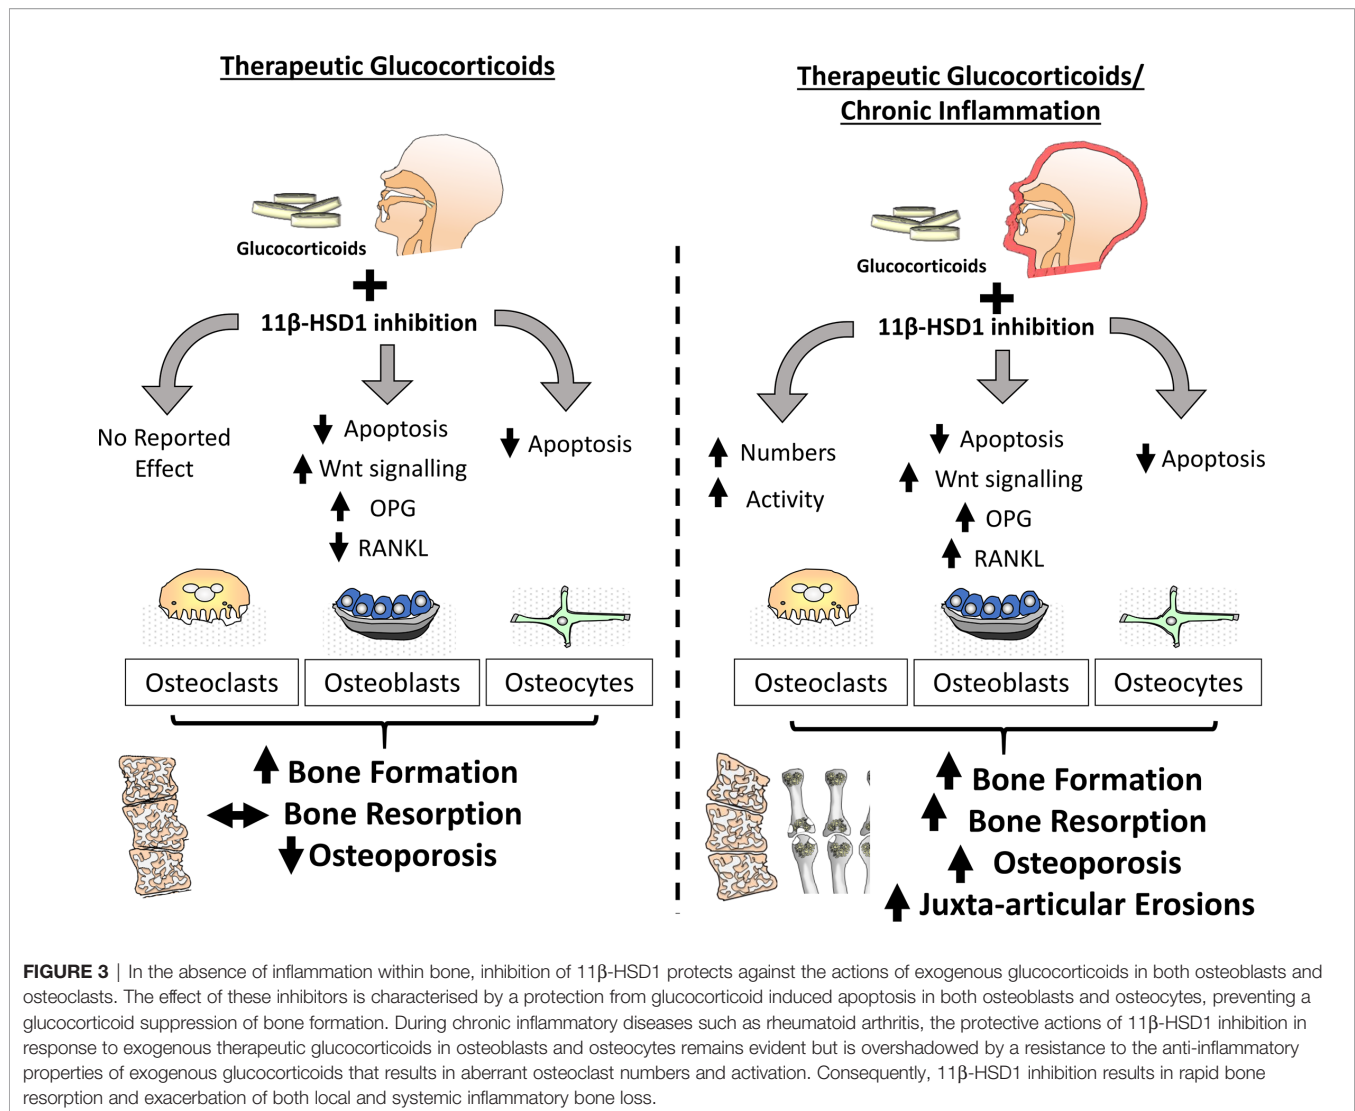 Therapeutic Glucocorticoids
Glucocorticoids
11β-HSD1 inhibition
No Reported
Effect
Apoptosis
Wnt signalling
OPG
RANKL
Apoptosis
Osteoclasts
Osteoblasts
Osteocytes
Bone Formation
Bone Resorption
Osteoporosis
Therapeutic Glucocorticoids/
Chronic Inflammation
Glucocorticoids
11β-HSD1 inhibition
Numbers
Activity
Apoptosis
Wnt signalling
OPG
RANKL
Apoptosis
Osteoclasts
Osteoblasts
Osteocytes
Bone Formation
Bone Resorption
Osteoporosis
Juxta-articular Erosions
FIGURE 3 | In the absence of inflammation within bone, inhibition of 11β-HSD1 protects against the actions of exogenous glucocorticoids in both osteoblasts and
osteoclasts. The effect of these inhibitors is characterised by a protection from glucocorticoid induced apoptosis in both osteoblasts and osteocytes, preventing a
glucocorticoid suppression of bone formation. During chronic inflammatory diseases such as rheumatoid arthritis, the protective actions of 11β-HSD1 inhibition in
response to exogenous therapeutic glucocorticoids in osteoblasts and osteocytes remains evident but is overshadowed by a resistance to the anti-inflammatory
properties of exogenous glucocorticoids that results in aberrant osteoclast numbers and activation. Consequently, 11β-HSD1 inhibition results in rapid bone
resorption and exacerbation of both local and systemic inflammatory bone loss.